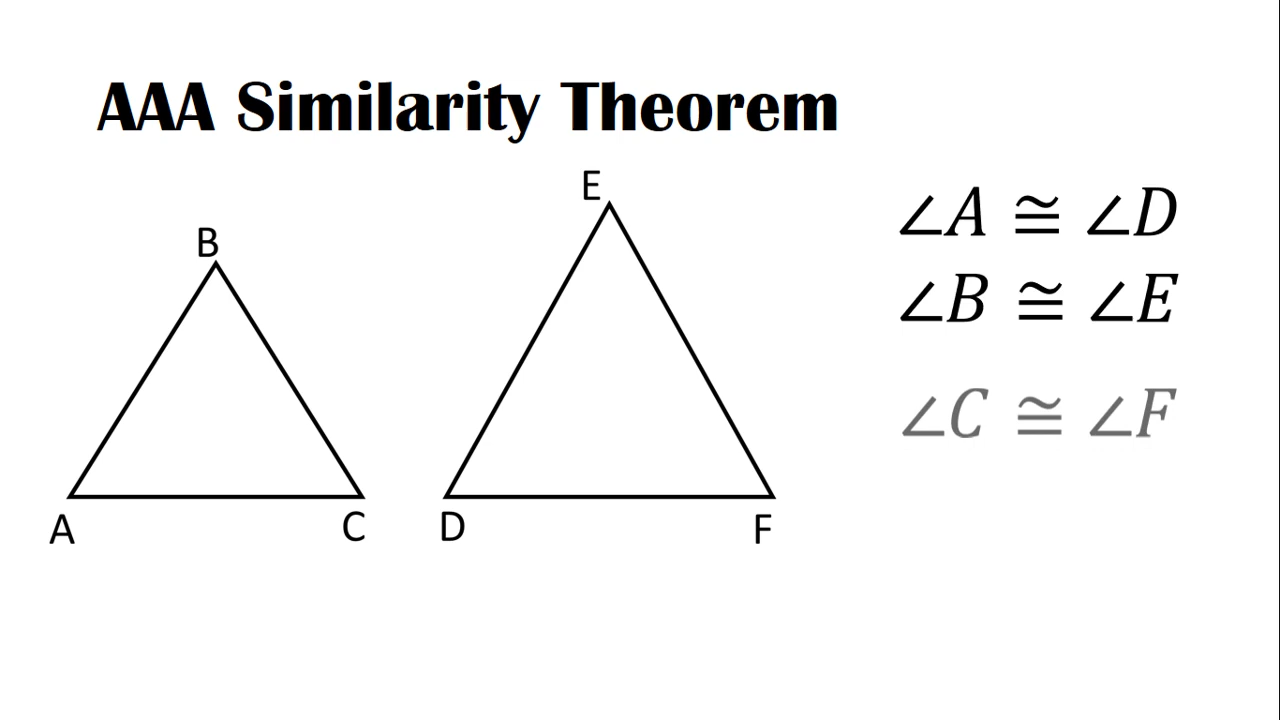 AAA Similarity Theorem
E
B
∠A ≅ ∠D
∠B ≅ ∠E
∠C ≅ ∠F
A
C
D
F